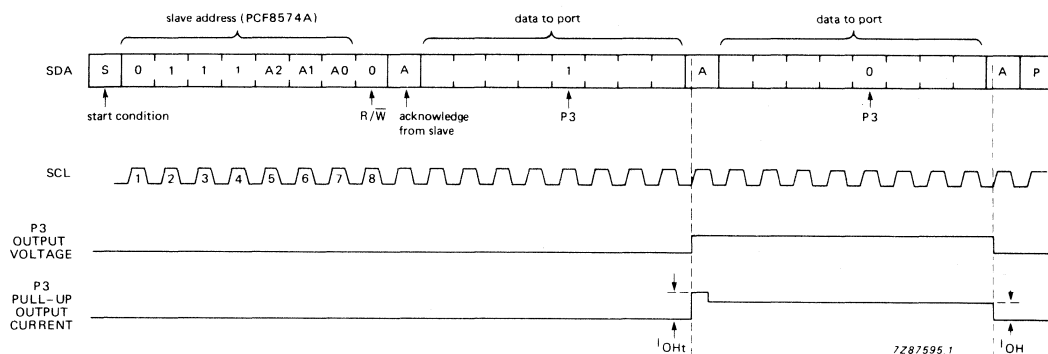 slave address (PCF8574A)
data to port
data to port
SDA
S 0 1 1 1 A2 A1 A0 0 A 1 A 0 A P
start condition
R/W
acknowledge
from slave
P3
P3
SCL
1 2 3 4 5 6 7 8
P3
OUTPUT
VOLTAGE
P3
PULL-UP
OUTPUT
CURRENT
IOHt
IOH
7Z87595.1